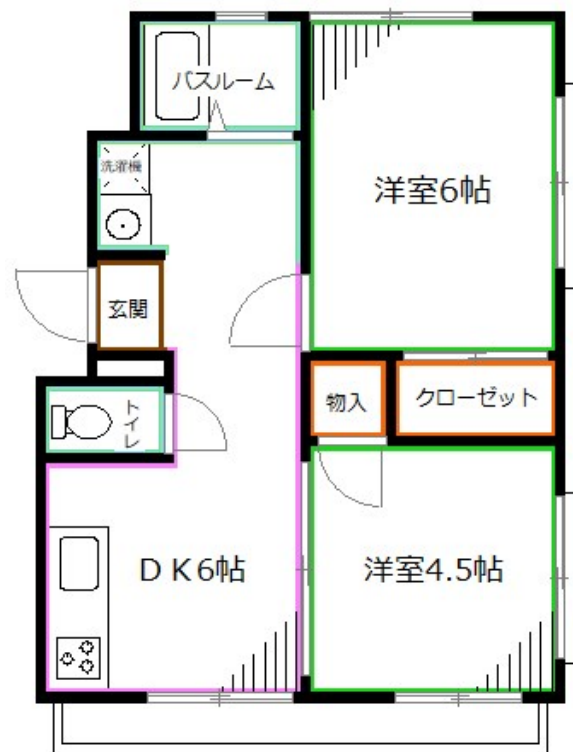 バスルーム
洗濯機
洋室6帖
玄関
物入
クローゼット
トイレ
DK6帖
洋室4.5帖